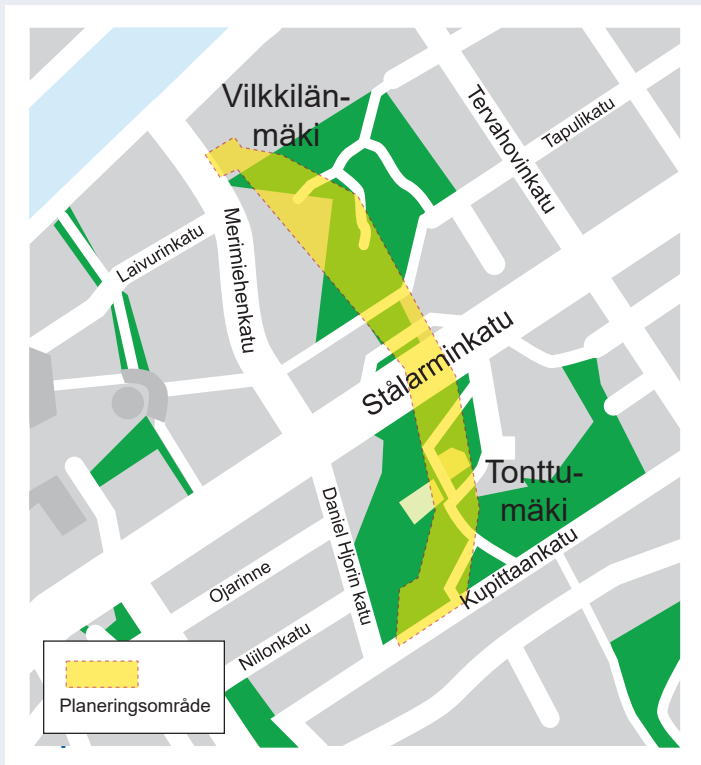 Vilkkilän-
mäki
Tervahovinkatu
Tapulikatu
Laivurinkatu
Merimiehenkatu
Stålarminkatu
Tonttu-
mäki
Daniel Hjorin katu
Kupittaankatu
Ojarinne
Niilonkatu
Planeringsområde